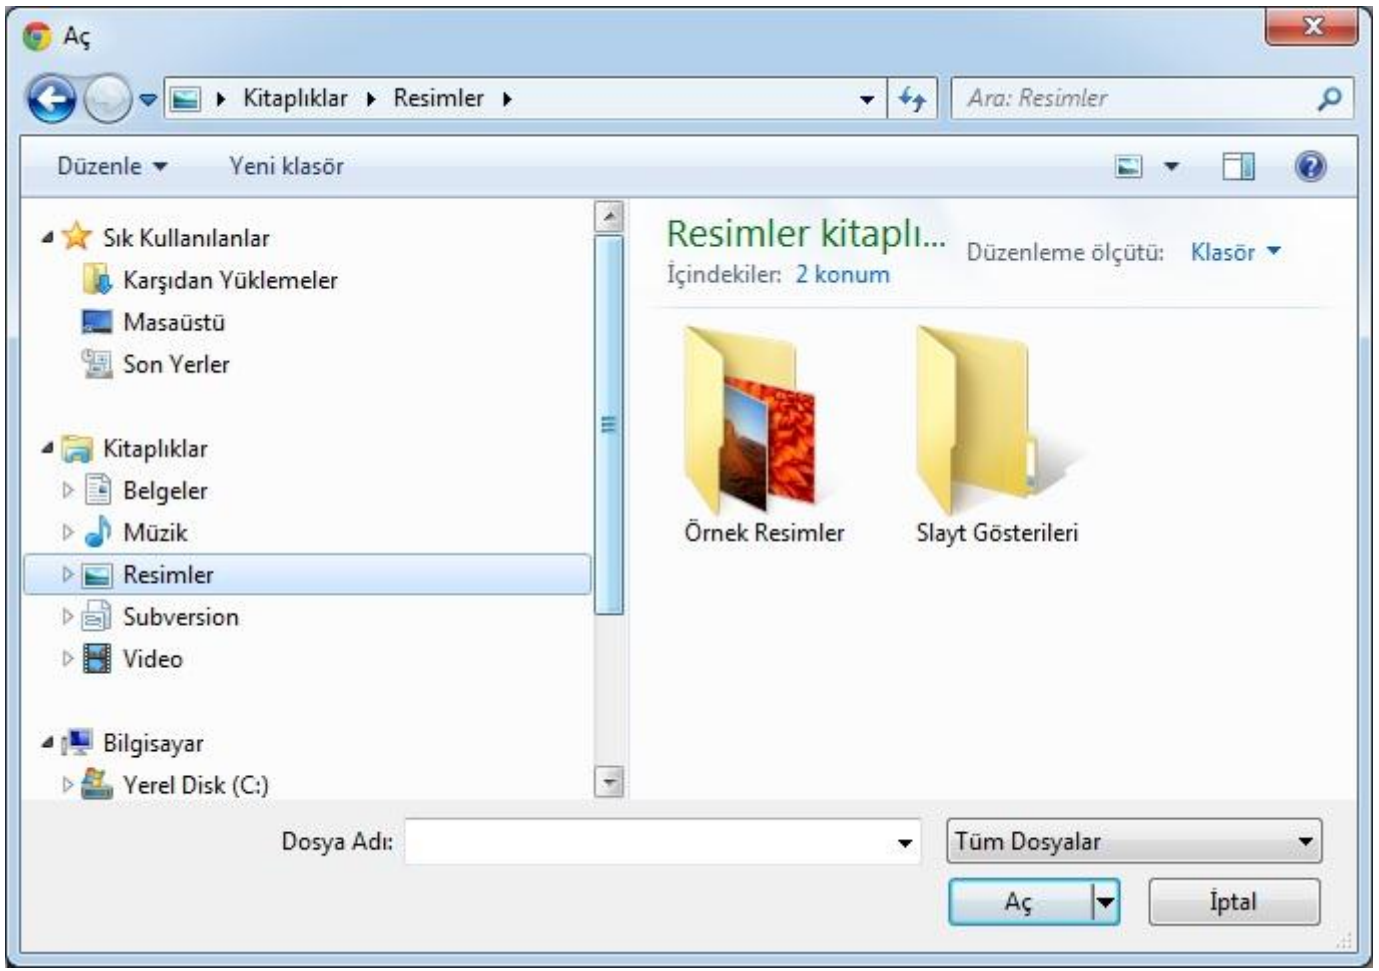 Aç
Kitaplıklar Resimler
Ara: Resimler
Düzenle Yeni klasör
Sık Kullanılanlar
Karşıdan Yüklemeler
Masaüstü
Son Yerler
Kitaplıklar
Belgeler
Müzik
Resimler
Subversion
Video
Bilgisayar
Yerel Disk (C:)
Resimler kitaplı...
İçindekiler: 2 konum
Düzenleme ölçütü: Klasör
Örnek Resimler
Slayt Gösterileri
Dosya Adı:
Tüm Dosyalar
Aç
İptal